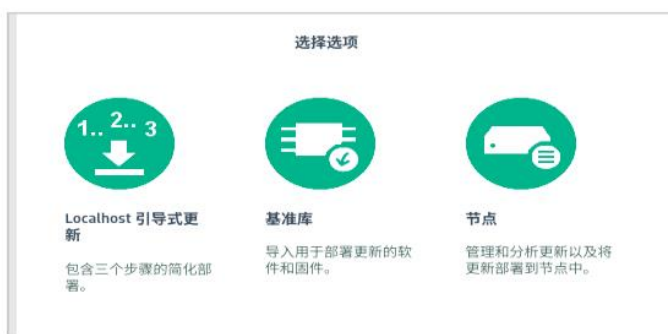 选择选项
1.. 2.. 3
Localhost 引导式更
新
包含三个步骤的简化部
署。
基准库
导入用于部署更新的软
件和固件。
节点
管理和分析更新以及将
更新部署到节点中。